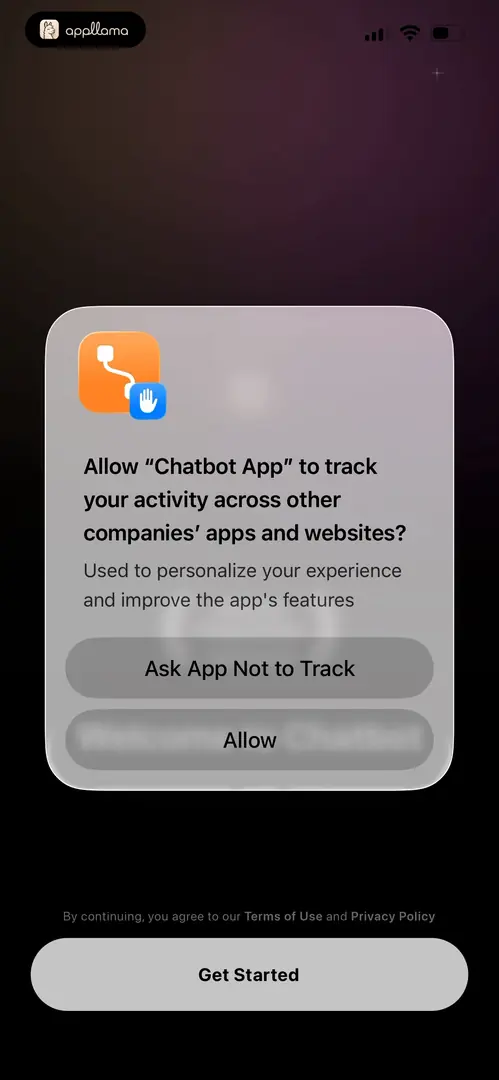 appllama
Allow “Chatbot App” to track
your activity across other
companies’ apps and websites?
Used to personalize your experience
and improve the app's features
Ask App Not to Track
Allow
By continuing, you agree to our Terms of Use and Privacy Policy
Get Started